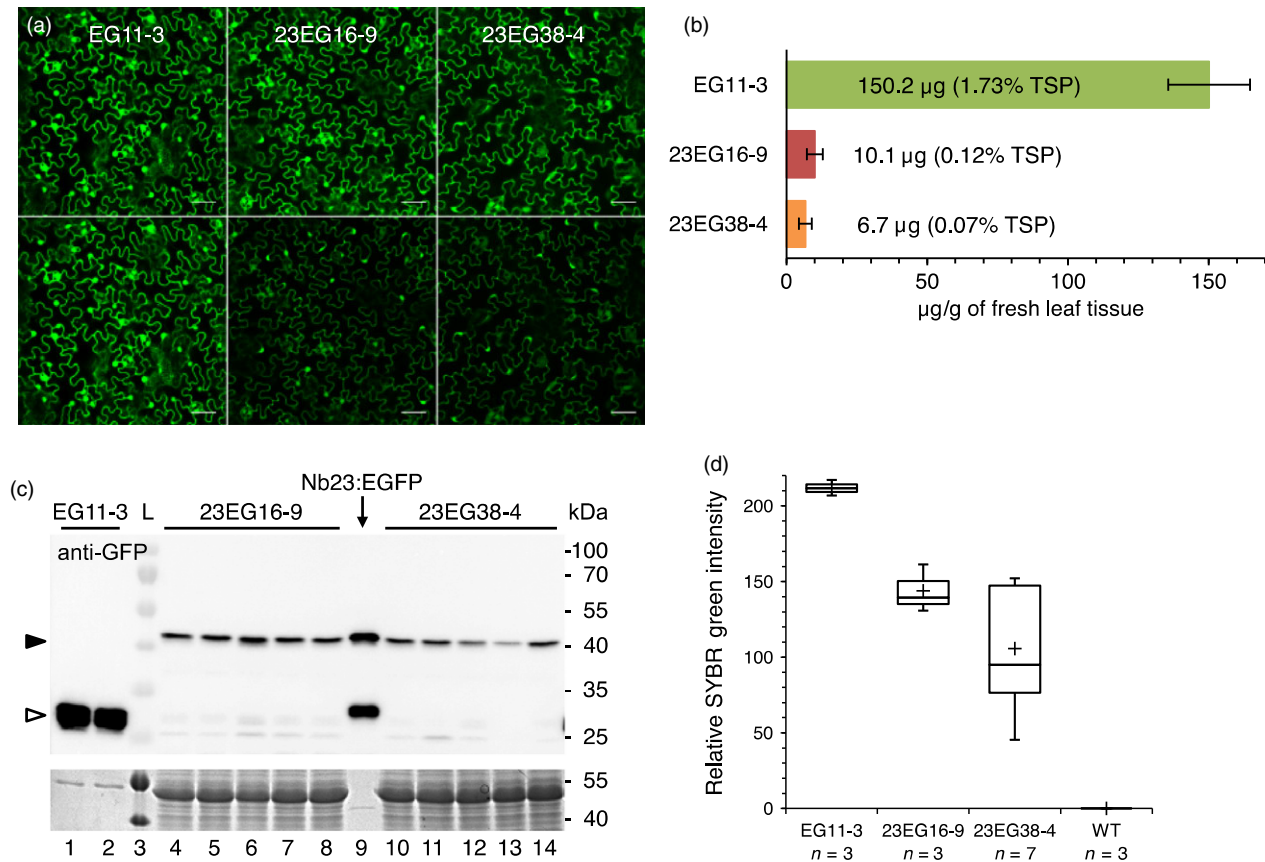 (a)
EG11-3 23EG16-9 23EG38-4
(b)
EG11-3 150.2 µg (1.73% TSP)
23EG16-9 10.1 µg (0.12% TSP)
23EG38-4 6.7 µg (0.07% TSP)
0 50 100 150
µg/g of fresh leaf tissue
(c)
Nb23:EGFP
EG11-3 L 23EG16-9 23EG38-4 kDa
anti-GFP
-100
-70
-55
-40
-35
-25
-55
-40
1 2 3 4 5 6 7 8 9 10 11 12 13 14
(d)
Relative SYBR green intensity
200
150
100
50
0
EG11-3 23EG16-9 23EG38-4 WT
n = 3 n = 3 n = 7 n = 3